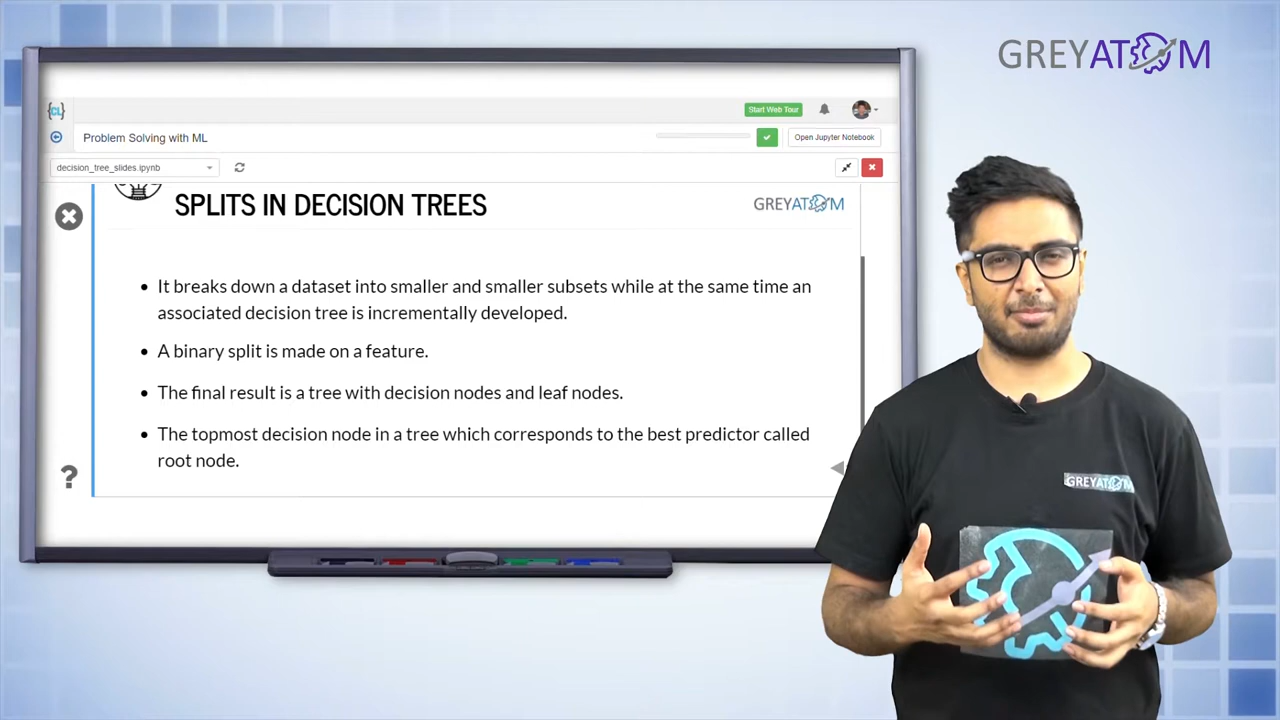 GREYATOM
{CL}
Start Web Tour
Problem Solving with ML
Open Jupyter Notebook
decision_tree_slides.ipynb
SPLITS IN DECISION TREES
GREYATOM
It breaks down a dataset into smaller and smaller subsets while at the same time an
associated decision tree is incrementally developed.
A binary split is made on a feature.
The final result is a tree with decision nodes and leaf nodes.
The topmost decision node in a tree which corresponds to the best predictor called
root node.
?
GREYATOM